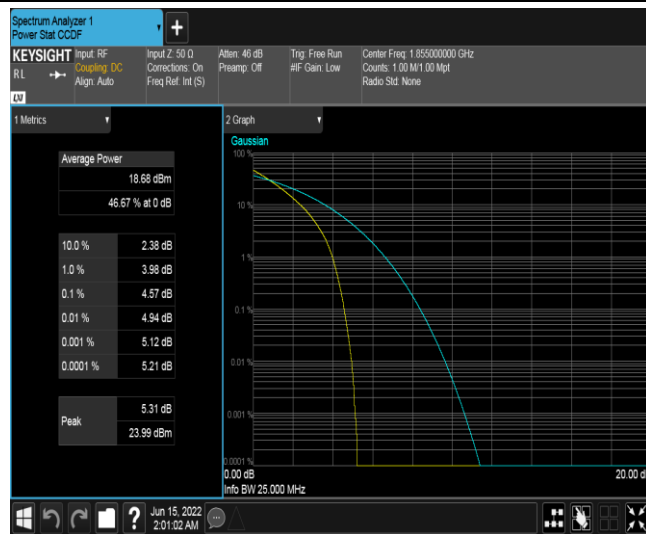 Spectrum Analyzer 1
Power Stat CCDF
KEYSIGHT
RL
LXI
Input: RF
Coupling: DC
Align: Auto
Input Z: 50 Ω
Corrections: On
Freq Ref: Int (S)
Atten: 46 dB
Preamp: Off
Trig: Free Run
#IF Gain: Low
Center Freq: 1.855000000 GHz
Counts: 1.00 M/1.00 Mpt
Radio Std: None
1 Metrics
Average Power
18.68 dBm
46.67 % at 0 dB
10.0 % 2.38 dB
1.0 % 3.98 dB
0.1 % 4.57 dB
0.01 % 4.94 dB
0.001 % 5.12 dB
0.0001 % 5.21 dB
Peak
5.31 dB
23.99 dBm
2 Graph
Gaussian
100 %
10 %
1 %
0.1 %
0.01 %
0.001 %
0.0001 %
0.00 dB
20.00 d
Info BW 25.000 MHz
Jun 15, 2022
2:01:02 AM